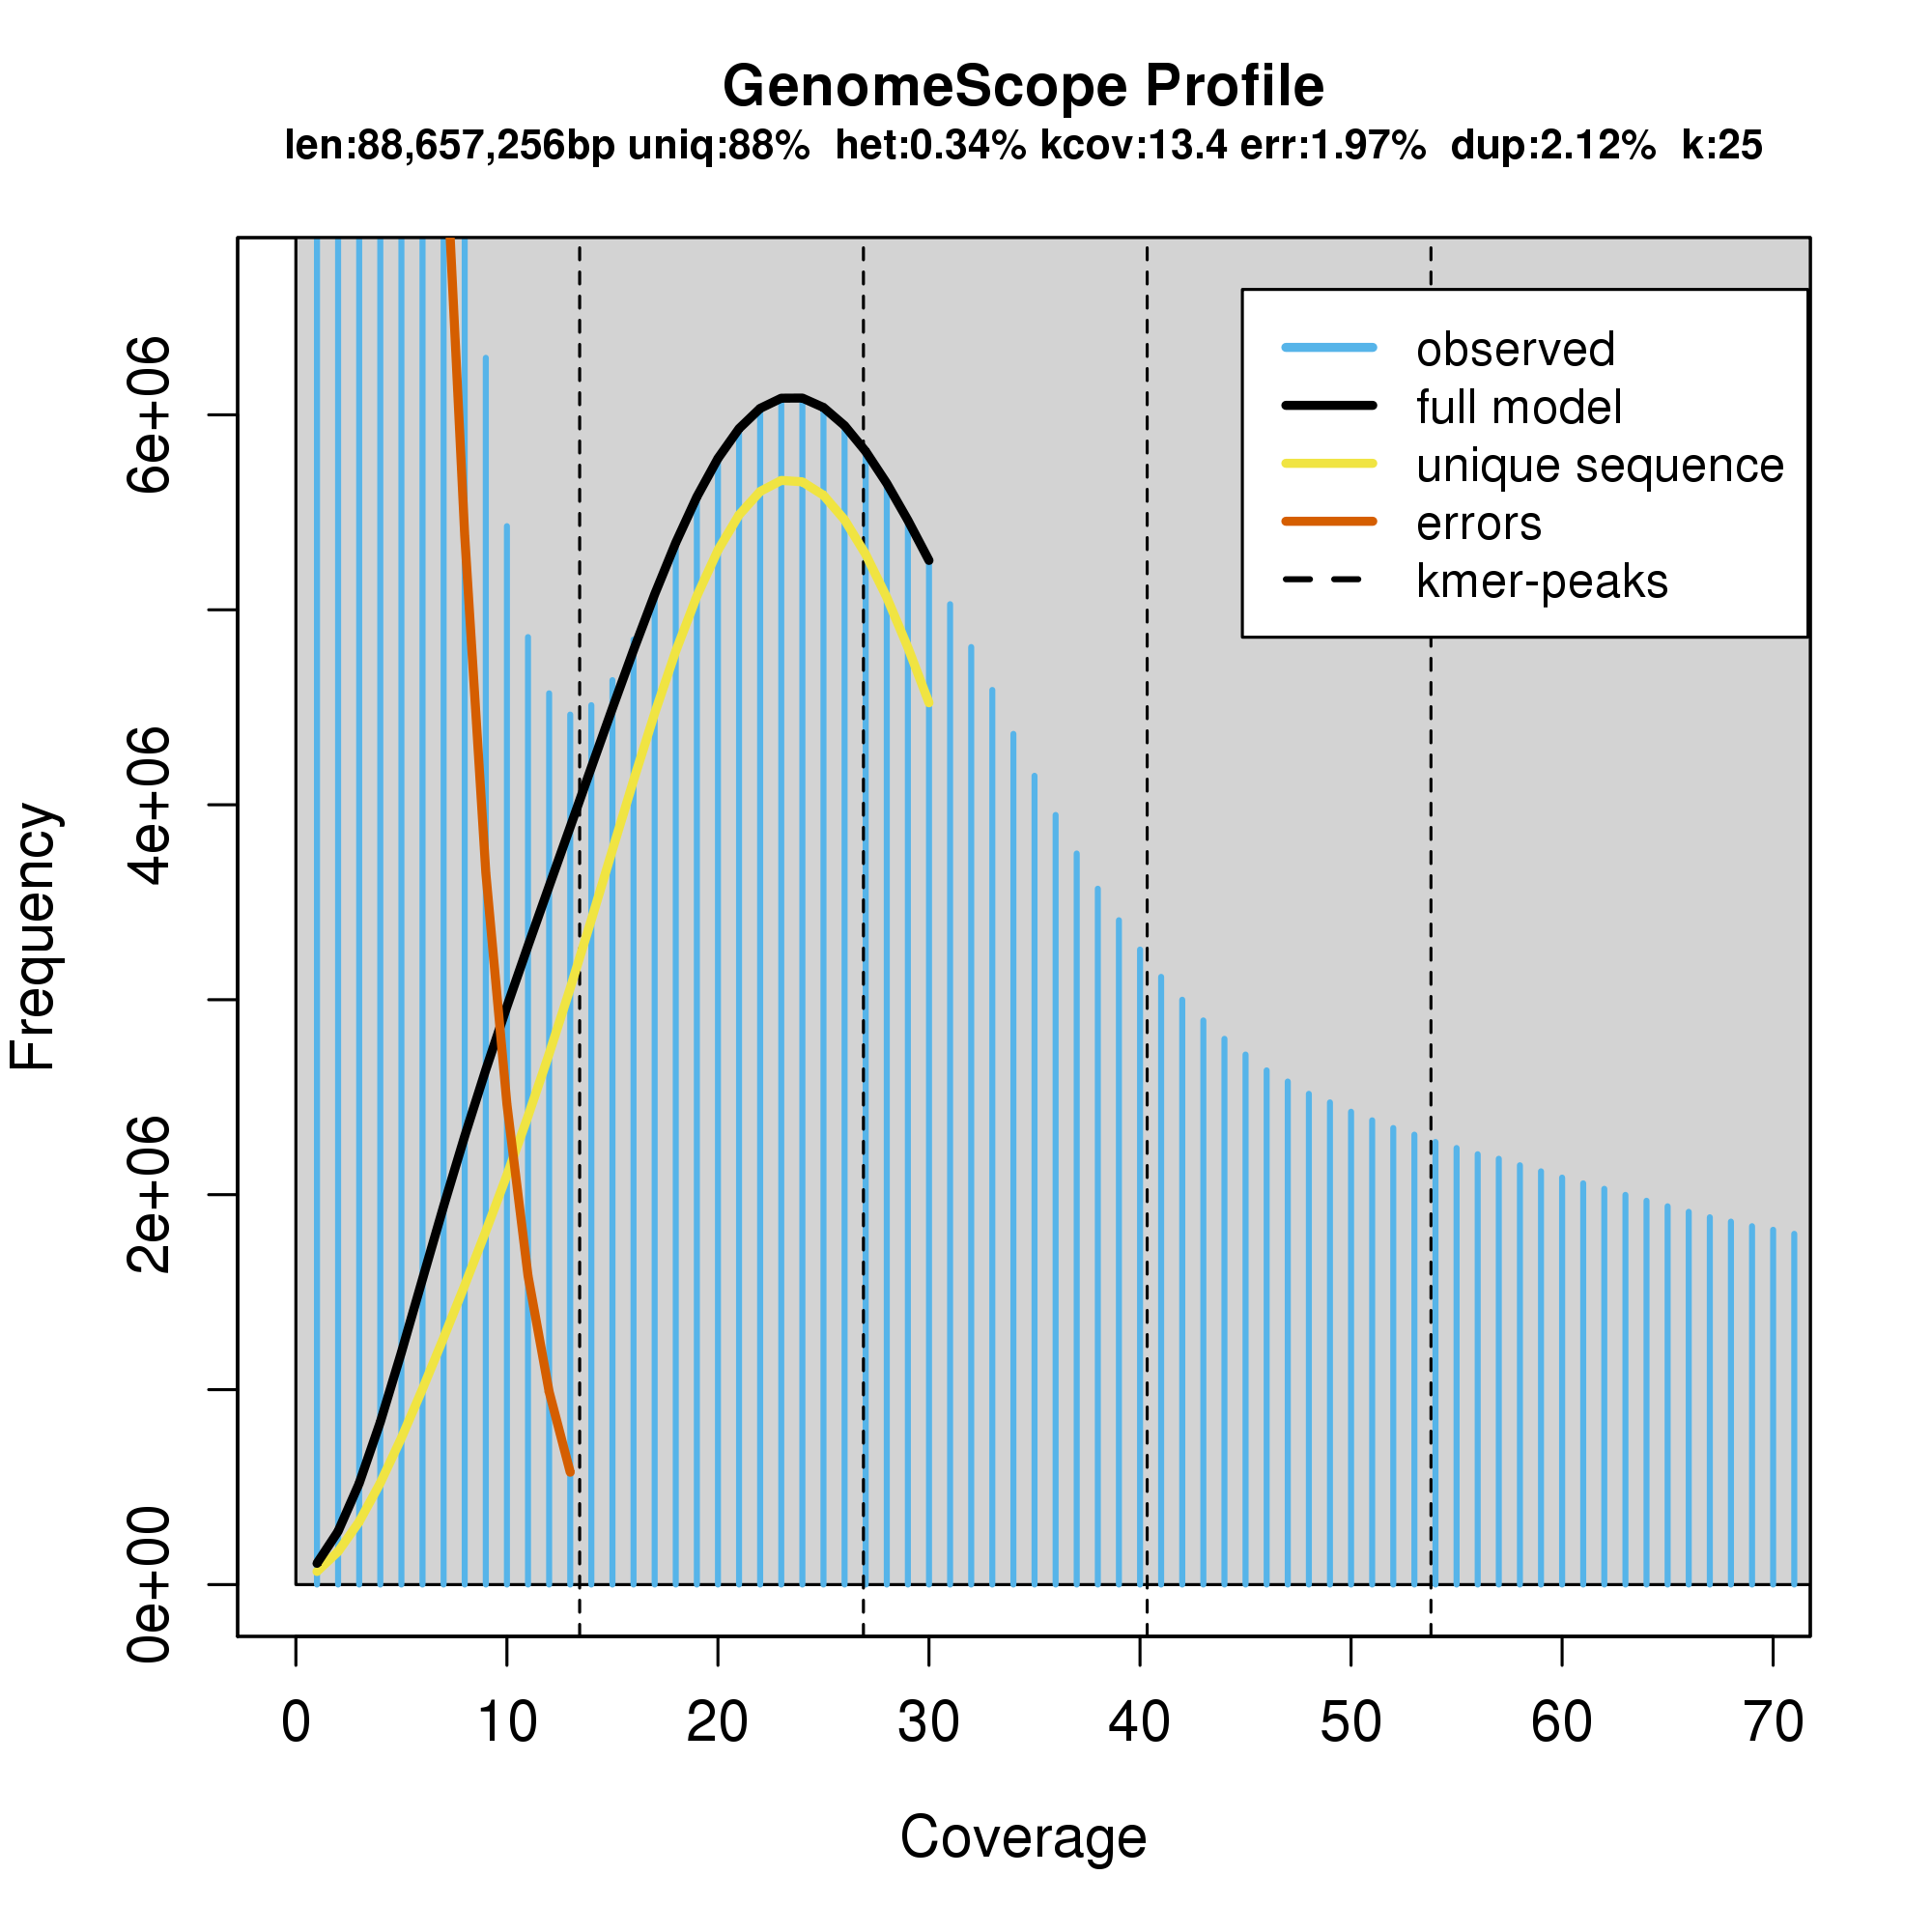 GenomeScope Profile
len:88,657,256bp uniq:88% het:0.34% kcov:13.4 err:1.97% dup:2.12% k:25
observed
full model
unique sequence
errors
kmer-peaks
Frequency
6e+06
4e+06
2e+06
0e+00
0 10 20 30 40 50 60 70
Coverage